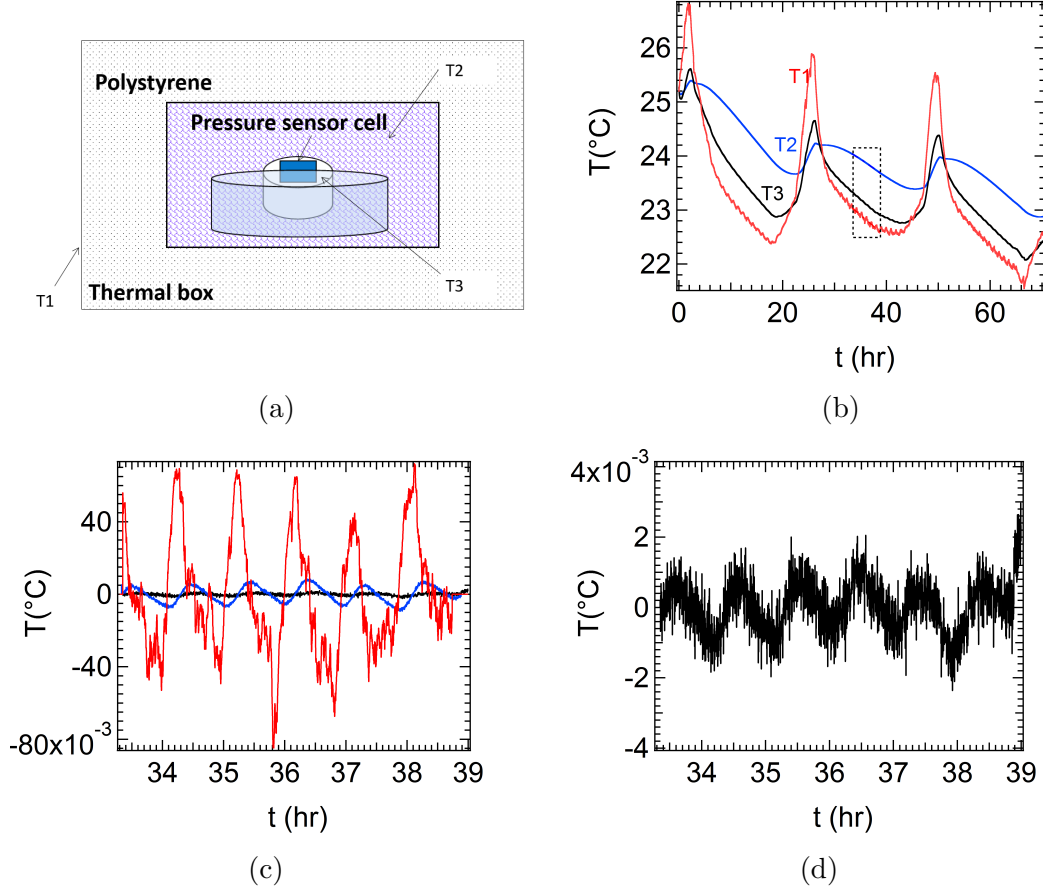 Polystyrene
T2
Pressure sensor cell
T3
T1
Thermal box
(a)
T(°C)
26
25
24
23
22
T1
T2
T3
0
20
40
60
t (hr)
(b)
T(°C)
40
0
-40
-80x10⁻³
34
35
36
37
38
39
t (hr)
(c)
T(°C)
4x10⁻³
2
0
-2
-4
34
35
36
37
38
39
t (hr)
(d)